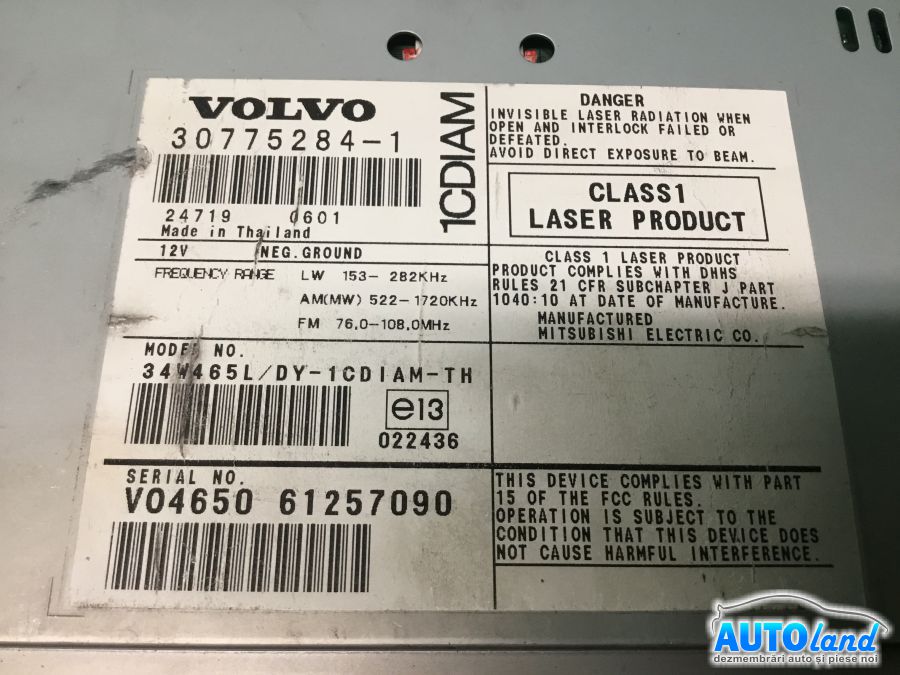 VOLVO
30775284-1
1CDIAM
24719 0601
Made in Thailand
12V NEG.GROUND
FREQUENCY RANGE LW 153-282KHz
AM(MW) 522-1720KHz
FM 76.0-108.0MHz
MODEL NO.
34W465L/DY-1CDIAM-TH
e13
022436
SERIAL NO.
VO4650 61257090
DANGER
INVISIBLE LASER RADIATION WHEN
OPEN AND INTERLOCK FAILED OR
DEFEATED.
AVOID DIRECT EXPOSURE TO BEAM.
CLASS1
LASER PRODUCT
CLASS 1 LASER PRODUCT
PRODUCT COMPLIES WITH DHHS
RULES 21 CFR SUBCHAPTER J PART
1040:10 AT DATE OF MANUFACTURE.
MANUFACTURED
MITSUBISHI ELECTRIC CO.
THIS DEVICE COMPLIES WITH PART
15 OF THE FCC RULES.
OPERATION IS SUBJECT TO THE
CONDITION THAT THIS DEVICE DOES
NOT CAUSE HARMFUL INTERFERENCE.
AUTOland
dezmembrări auto și piese noi